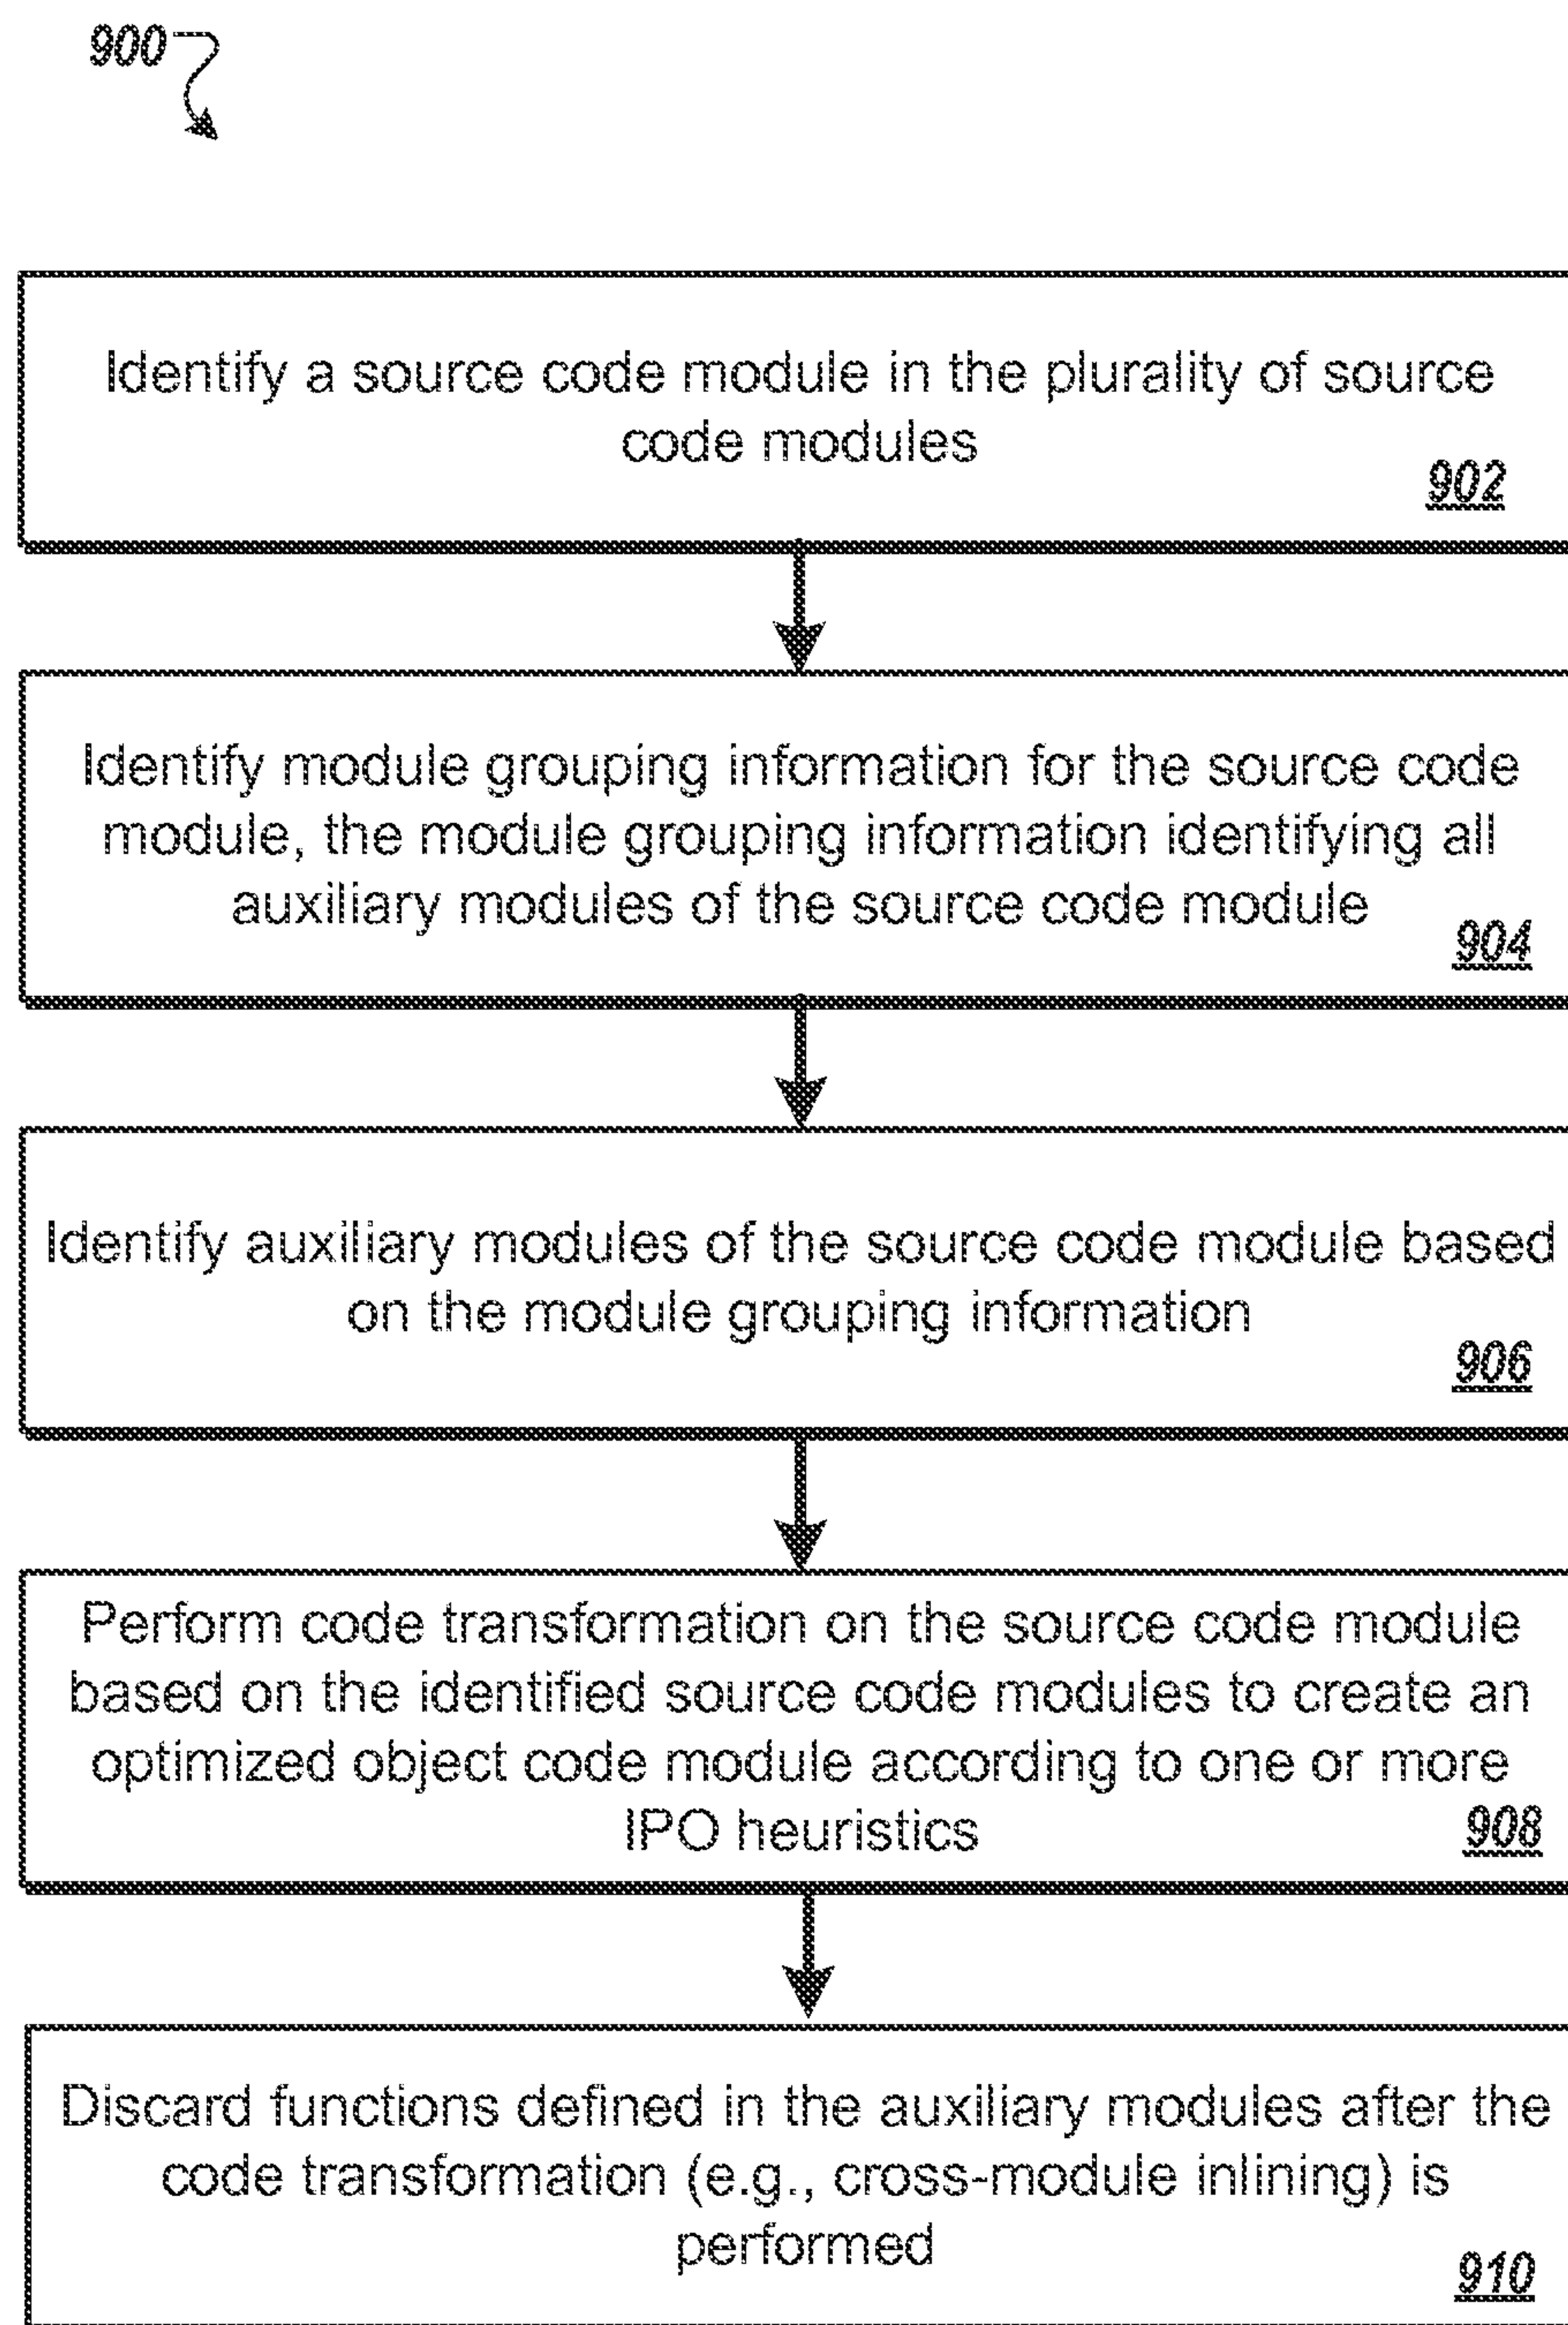 900
Identify a source code module in the plurality of source
code modules
902
Identify module grouping information for the source code
module, the module grouping information identifying all
auxiliary modules of the source code module
904
Identify auxiliary modules of the source code module based
on the module grouping information
906
Perform code transformation on the source code module
based on the identified source code modules to create an
optimized object code module according to one or more
IPO heuristics
908
Discard functions defined in the auxiliary modules after the
code transformation (e.g., cross-module inlining) is
performed
910